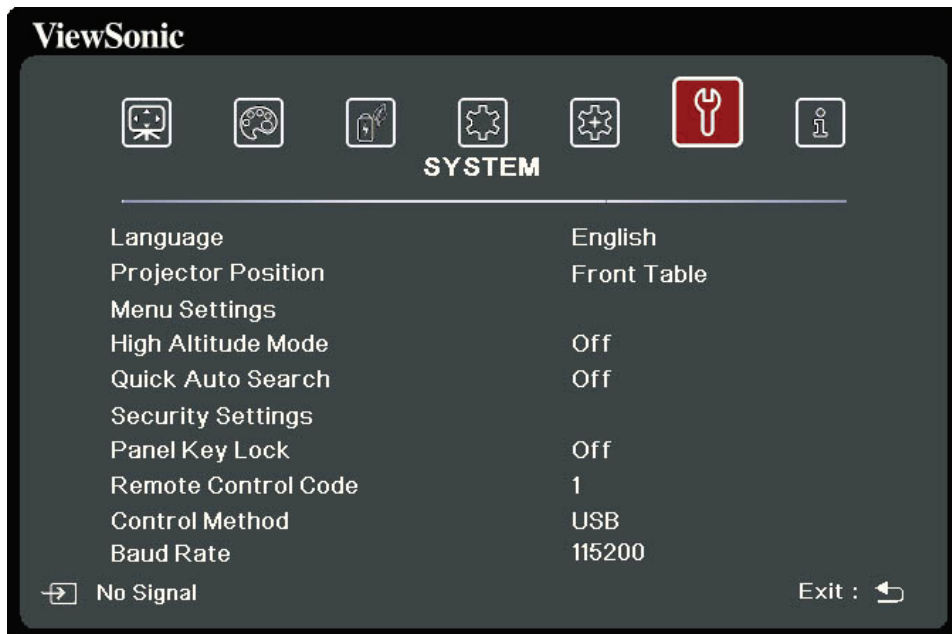 ViewSonic
SYSTEM
Language English
Projector Position Front Table
Menu Settings
High Altitude Mode Off
Quick Auto Search Off
Security Settings
Panel Key Lock Off
Remote Control Code 1
Control Method USB
Baud Rate 115200
No Signal Exit :